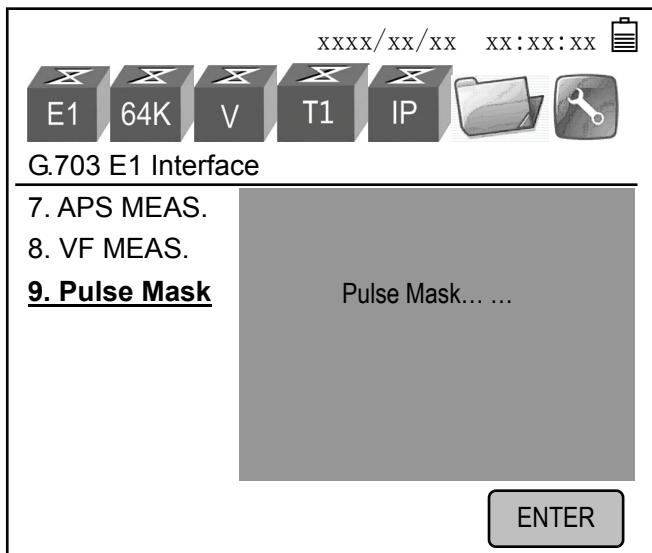 xxxx/xx/xx xx:xx:xx
E1 64K V T1 IP
G.703 E1 Interface
7. APS MEAS.
8. VF MEAS.
9. Pulse Mask
Pulse Mask… …
ENTER